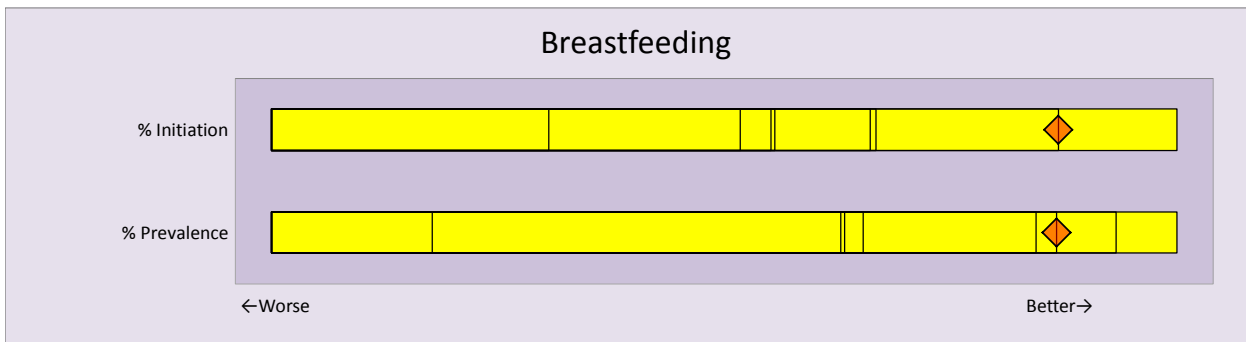 Breastfeeding
% Initiation
% Prevalence
←Worse Better→